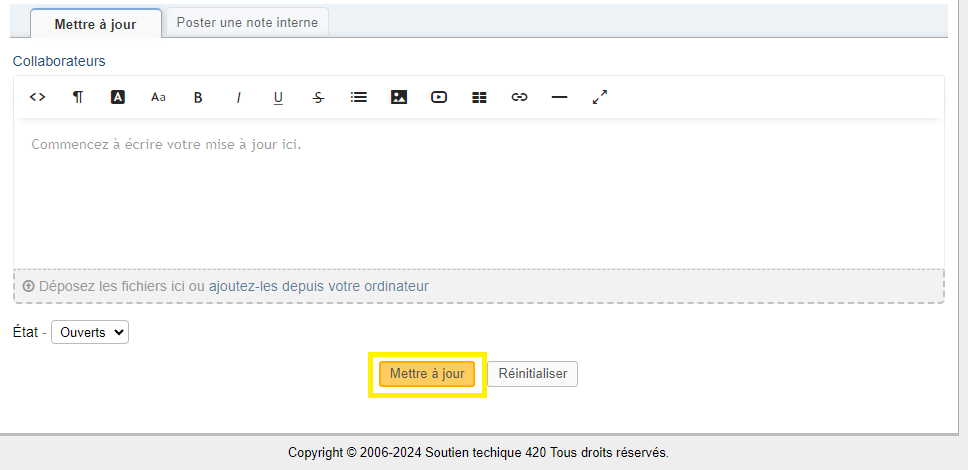 Mettre à jour
Poster une note interne
Collaborateurs
<> ¶ A Aa B I U S
Commencez à écrire votre mise à jour ici.
Déposez les fichiers ici ou ajoutez-les depuis votre ordinateur
État - Ouverts
Mettre à jour
Réinitialiser
Copyright © 2006-2024 Soutien techique 420 Tous droits réservés.